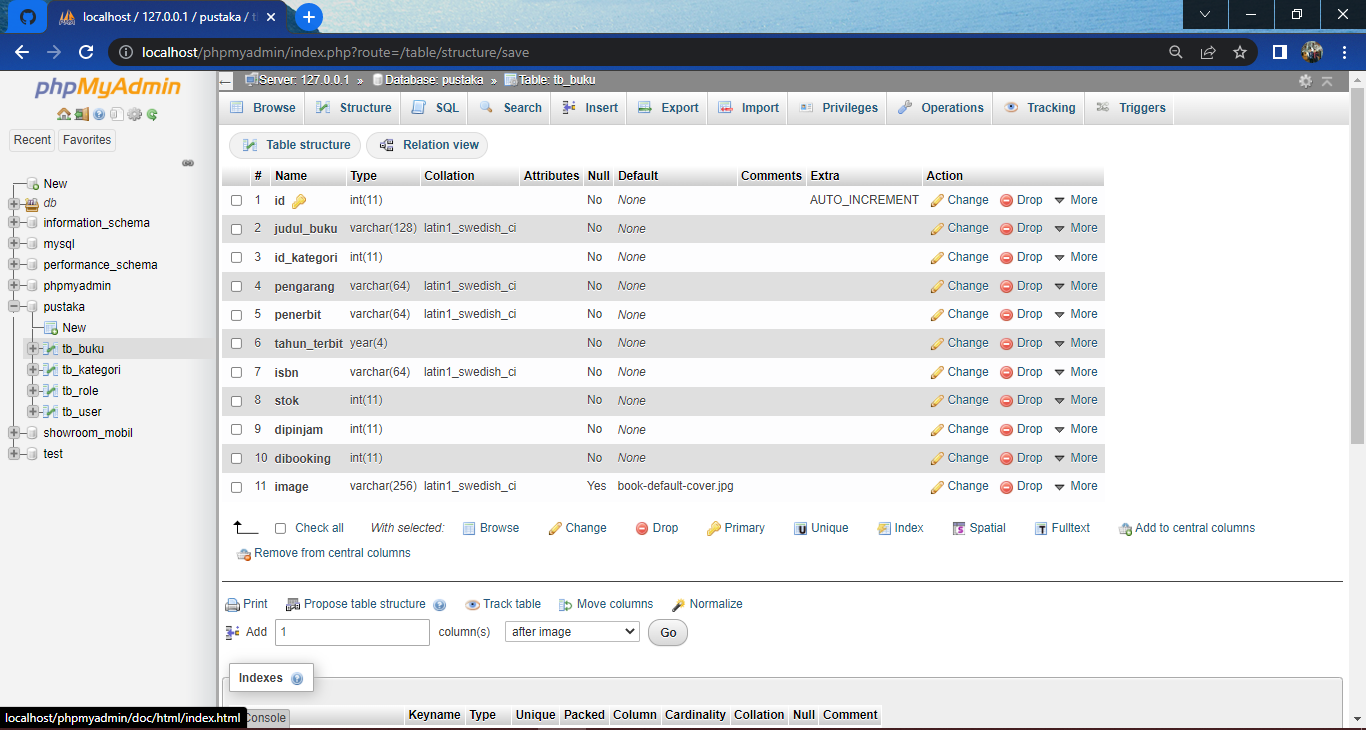 localhost / 127.0.0.1 / pustaka / t
localhost/phpmyadmin/index.php?route=/table/structure/save
phpMyAdmin
Recent Favorites
New
db
information_schema
mysql
performance_schema
phpmyadmin
pustaka
New
tb_buku
tb_kategori
tb_role
tb_user
showroom_mobil
test
Server: 127.0.0.1 » Database: pustaka » Table: tb_buku
Browse Structure SQL Search Insert Export Import Privileges Operations Tracking Triggers
Table structure Relation view
# Name Type Collation Attributes Null Default Comments Extra Action
1 id int(11) No None AUTO_INCREMENT Change Drop More
2 judul_buku varchar(128) latin1_swedish_ci No None Change Drop More
3 id_kategori int(11) No None Change Drop More
4 pengarang varchar(64) latin1_swedish_ci No None Change Drop More
5 penerbit varchar(64) latin1_swedish_ci No None Change Drop More
6 tahun_terbit year(4) No None Change Drop More
7 isbn varchar(64) latin1_swedish_ci No None Change Drop More
8 stok int(11) No None Change Drop More
9 dipinjam int(11) No None Change Drop More
10 dibooking int(11) No None Change Drop More
11 image varchar(256) latin1_swedish_ci Yes book-default-cover.jpg Change Drop More
Check all With selected: Browse Change Drop Primary Unique Index Spatial Fulltext Add to central columns
Remove from central columns
Print Propose table structure Track table Move columns Normalize
Add 1 column(s) after image Go
Indexes
Keyname Type Unique Packed Column Cardinality Collation Null Comment
localhost/phpmyadmin/doc/html/index.html Console